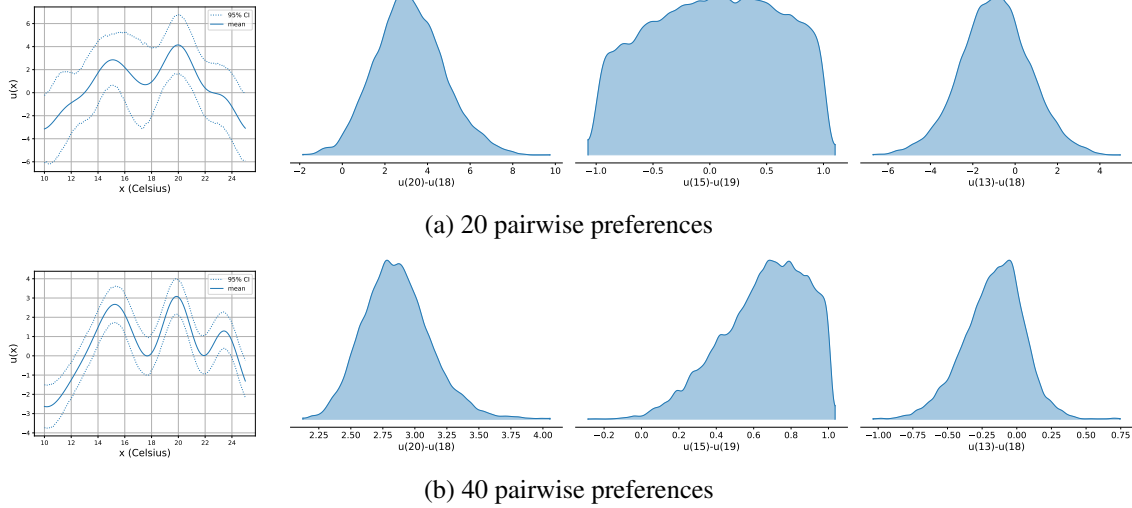 95% CI
mean
6
4
2
0
−2
−4
−6
u(x)
10 12 14 16 18 20 22 24
x (Celsius)
−2 0 2 4 6 8 10
u(20)-u(18)
−1.0 −0.5 0.0 0.5 1.0
u(15)-u(19)
−6 −4 −2 0 2 4
u(13)-u(18)
(a) 20 pairwise preferences
95% CI
mean
4
3
2
1
0
−1
−2
−3
−4
u(x)
10 12 14 16 18 20 22 24
x (Celsius)
2.25 2.50 2.75 3.00 3.25 3.50 3.75 4.00
u(20)-u(18)
−0.2 0.0 0.2 0.4 0.6 0.8 1.0
u(15)-u(19)
−1.00 −0.75 −0.50 −0.25 0.00 0.25 0.50 0.75
u(13)-u(18)
(b) 40 pairwise preferences